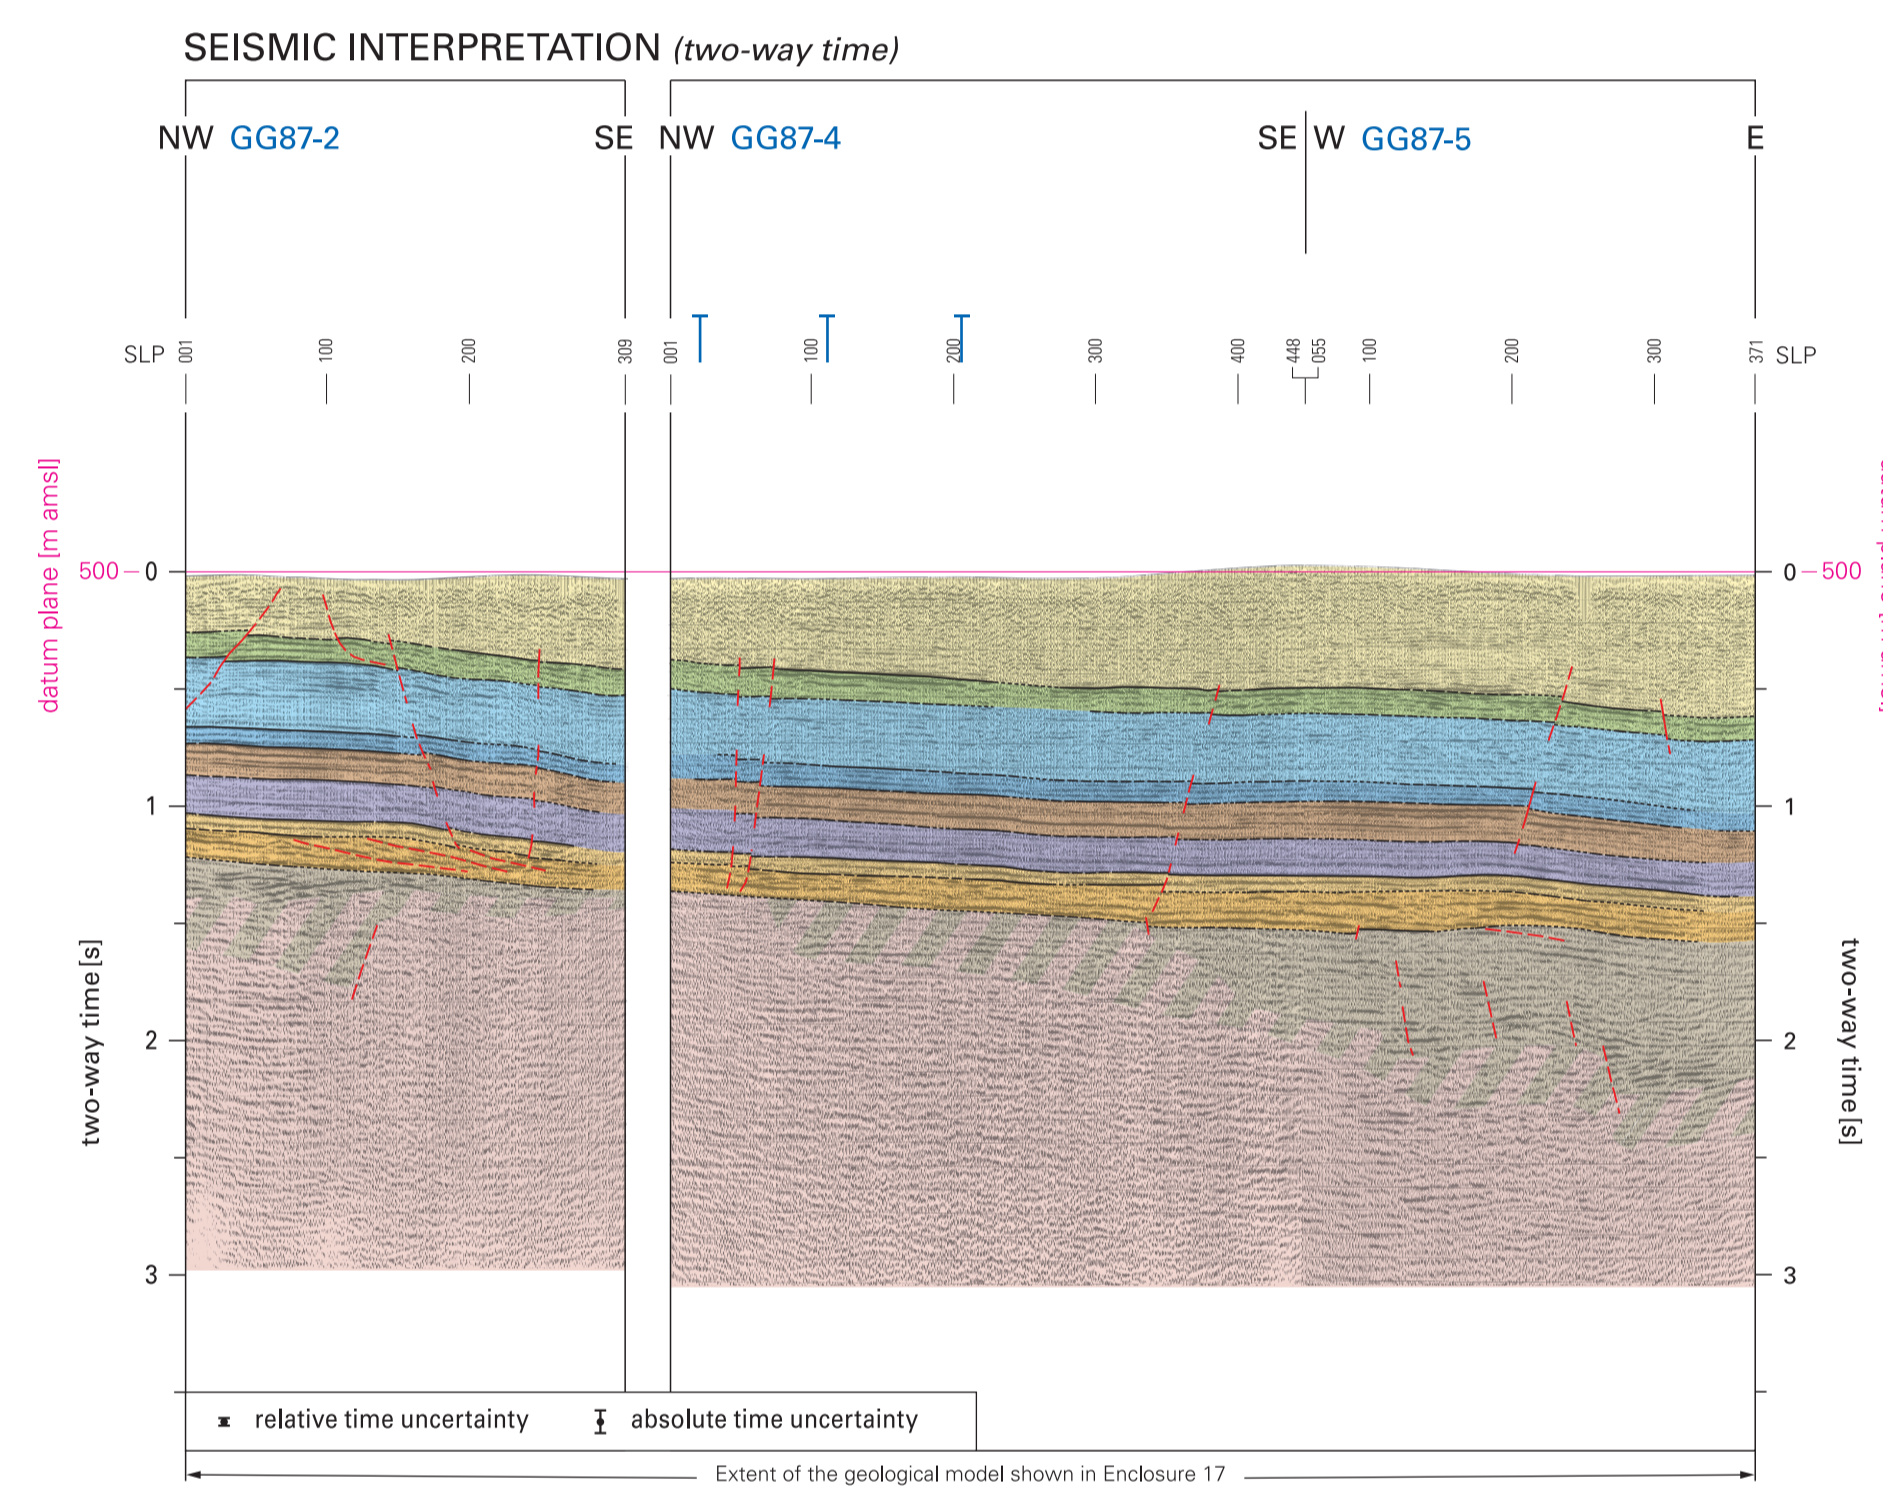 SEISMIC INTERPRETATION (two-way time)
NW GG87-2 SE NW GG87-4 SE W GG87-5 E
SLP 001 100 200 309 001 100 200 300 400 448 055 100 200 300 371 SLP
datum plane [m amsl]
500 0 0 500
1 1
two-way time [s]
2 2
two-way time [s]
3 3
relative time uncertainty absolute time uncertainty
Extent of the geological model shown in Enclosure 17